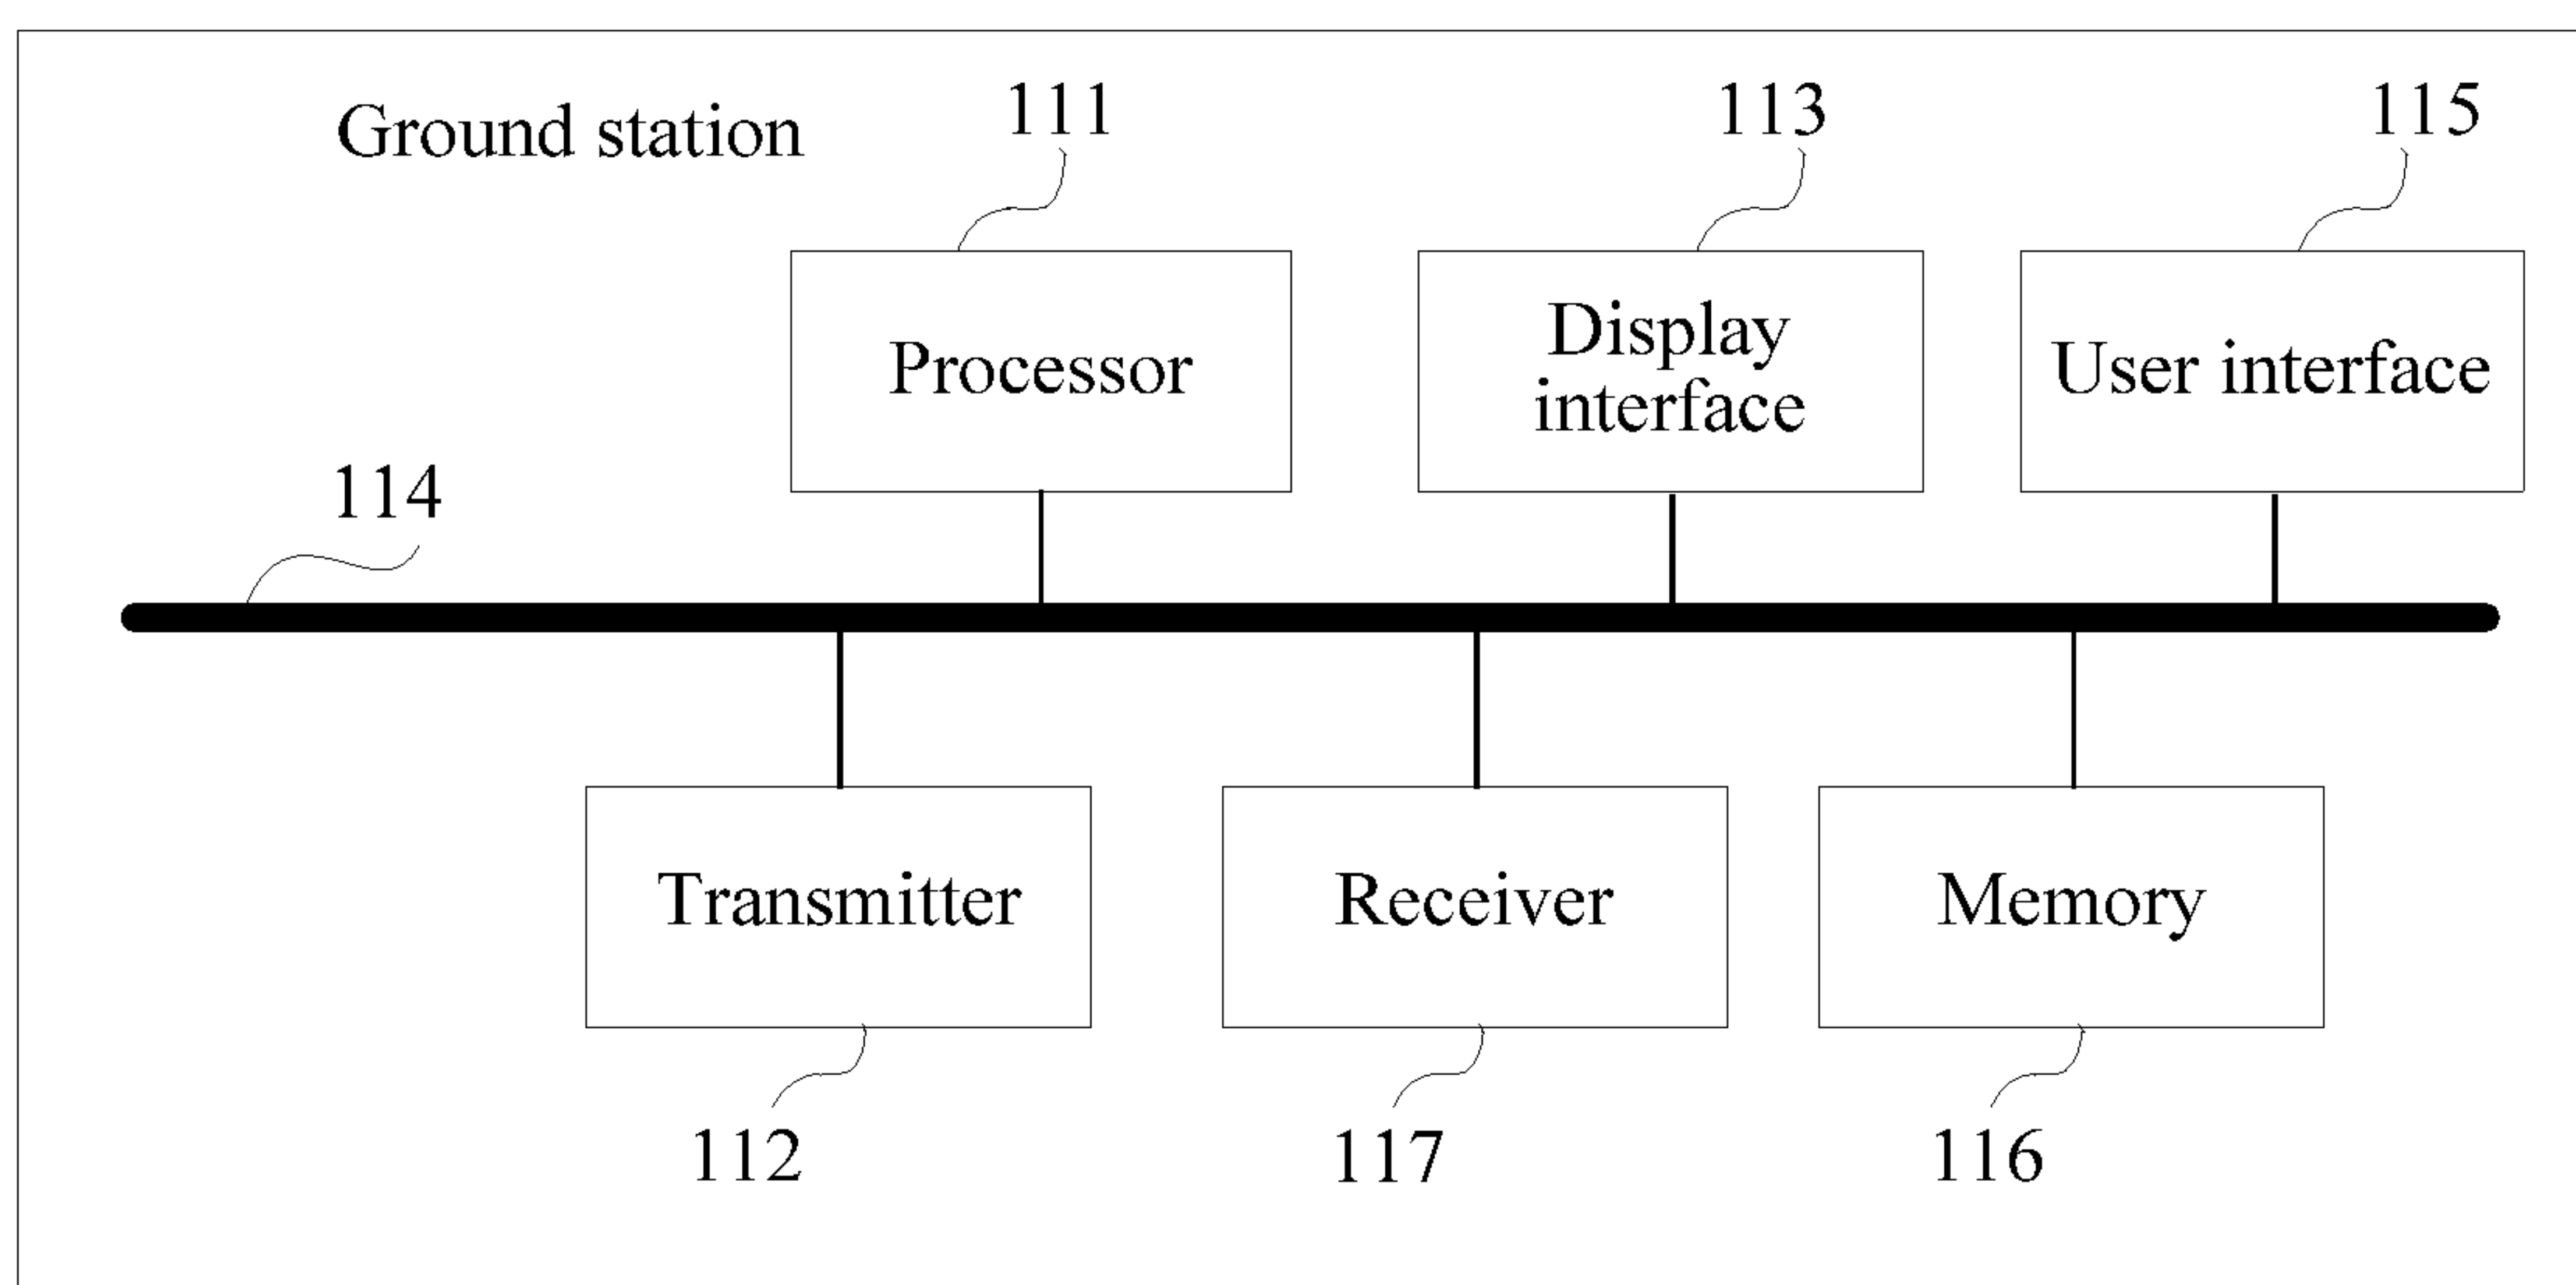 Ground station
111
113
115
Processor
Display
interface
User interface
114
Transmitter
Receiver
Memory
112
117
116